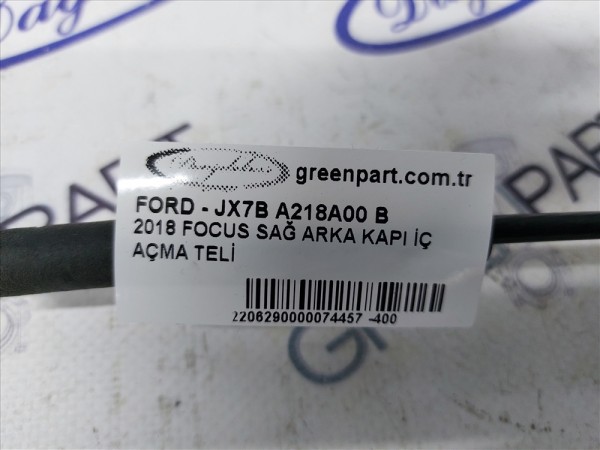 greenpart.com.tr
FORD - JX7B A218A00 B
2018 FOCUS SAĞ ARKA KAPI İÇ
AÇMA TELİ
2206290000074457 -400